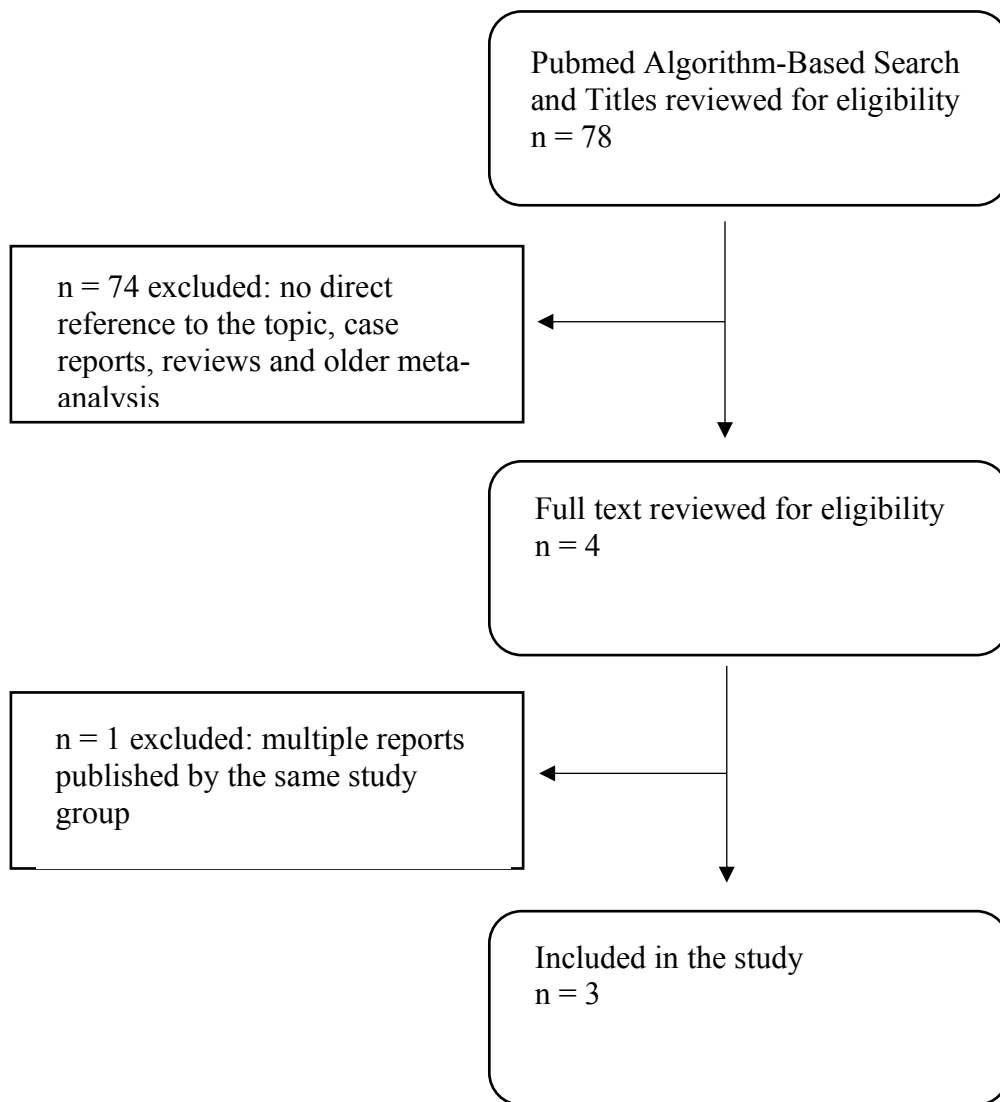 Pubmed Algorithm-Based Search
and Titles reviewed for eligibility
n = 78
n = 74 excluded: no direct
reference to the topic, case
reports, reviews and older meta-
analysis
Full text reviewed for eligibility
n = 4
n = 1 excluded: multiple reports
published by the same study
group
Included in the study
n = 3